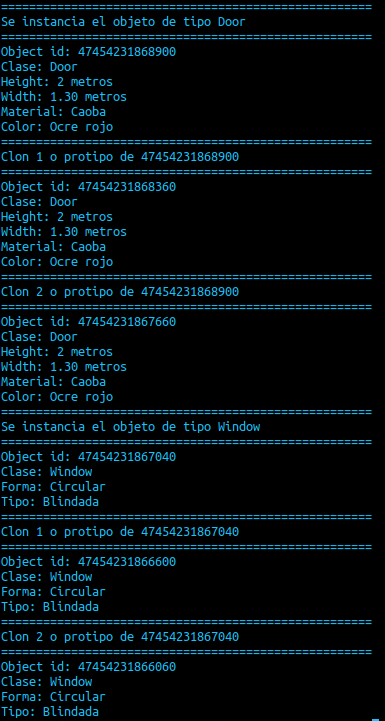 =====================================================
Se instancia el objeto de tipo Door
=====================================================
Object id: 47454231868900
Clase: Door
Height: 2 metros
Width: 1.30 metros
Material: Caoba
Color: Ocre rojo
=====================================================
Clon 1 o protipo de 47454231868900
=====================================================
Object id: 47454231868360
Clase: Door
Height: 2 metros
Width: 1.30 metros
Material: Caoba
Color: Ocre rojo
=====================================================
Clon 2 o protipo de 47454231868900
=====================================================
Object id: 47454231867660
Clase: Door
Height: 2 metros
Width: 1.30 metros
Material: Caoba
Color: Ocre rojo
=====================================================
Se instancia el objeto de tipo Window
=====================================================
Object id: 47454231867040
Clase: Window
Forma: Circular
Tipo: Blindada
=====================================================
Clon 1 o protipo de 47454231867040
=====================================================
Object id: 47454231866600
Clase: Window
Forma: Circular
Tipo: Blindada
=====================================================
Clon 2 o protipo de 47454231867040
=====================================================
Object id: 47454231866060
Clase: Window
Forma: Circular
Tipo: Blindada